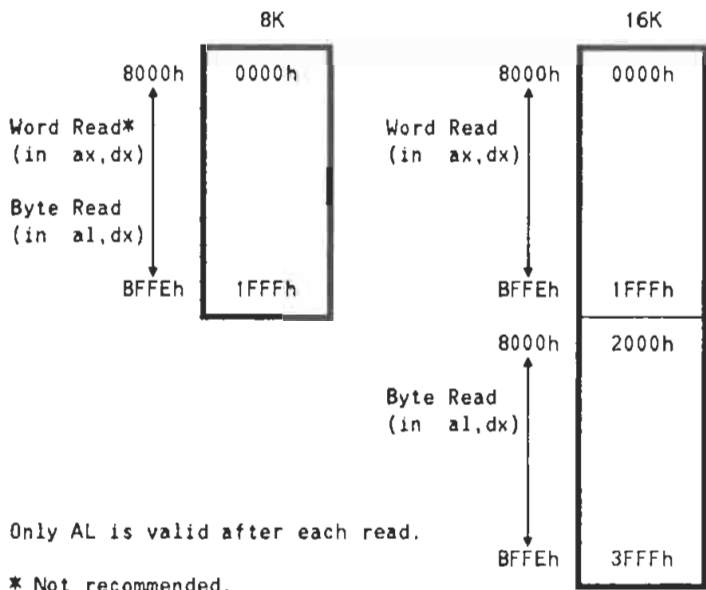 8K 16K
8000h 0000h 8000h 0000h
Word Read* Word Read
(in ax,dx) (in ax,dx)
Byte Read
(in al,dx)
BFFEh 1FFFh BFFEh 1FFFh
8000h 2000h
Byte Read
(in al,dx)
Only AL is valid after each read.
BFFEh 3FFFh
* Not recommended.